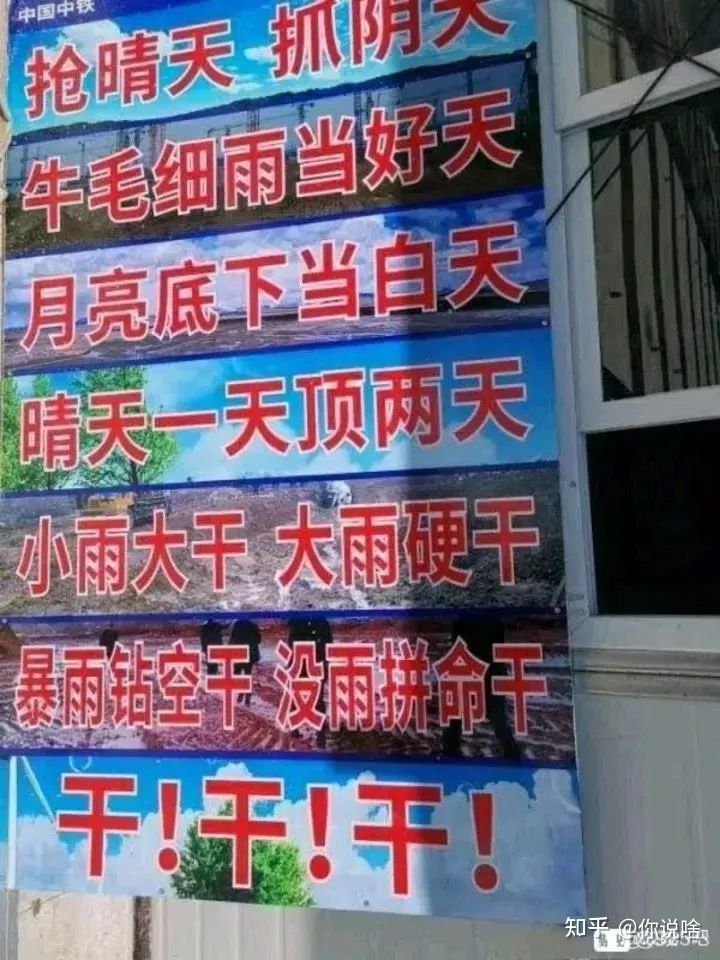 中国中铁
抢晴天 抓阴天
牛毛细雨当好天
月亮底下当白天
晴天一天顶两天
小雨大干 大雨硬干
暴雨钻空干 没雨拼命干
干!干!干!
知乎 @你说啥